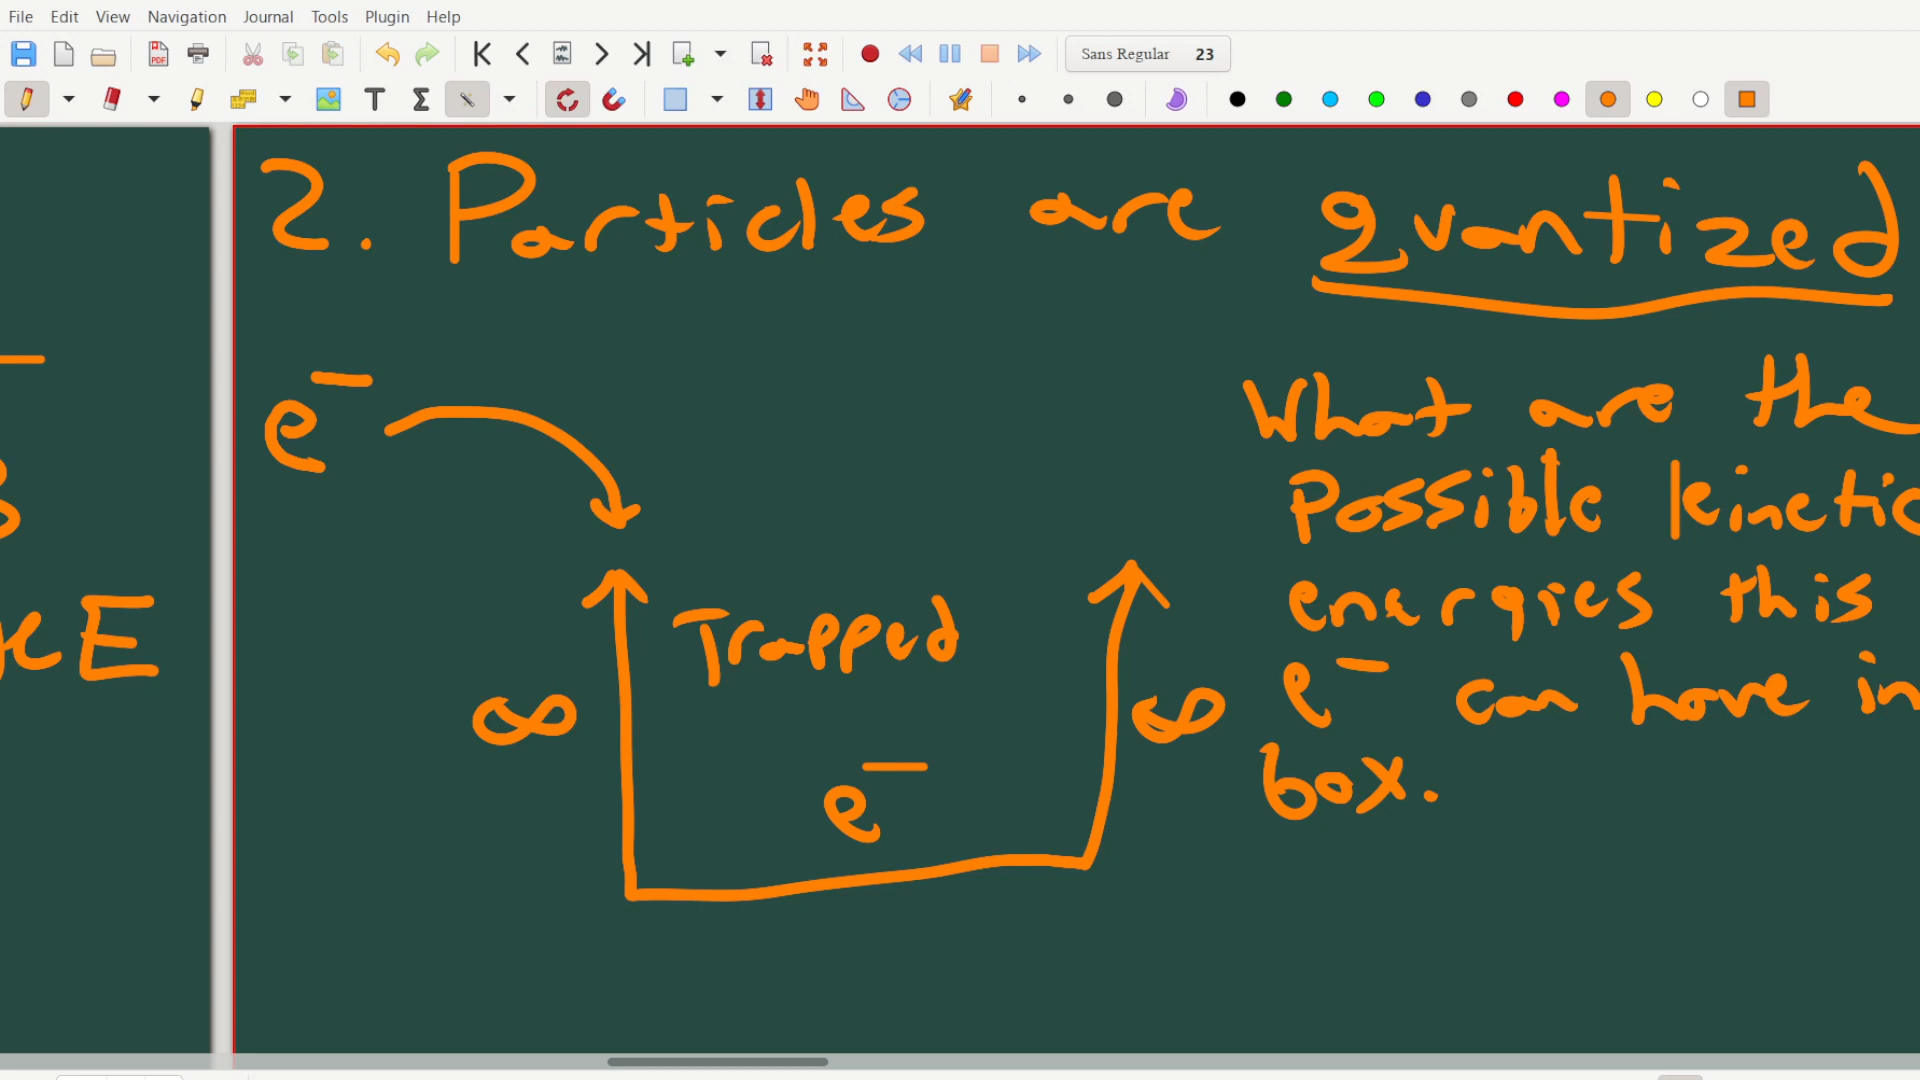 File Edit View Navigation Journal Tools Plugin Help
PDF
Sans Regular 23
T Σ
2. Particles are quantized
e⁻
What are the
Possible kinetic
energies this
e⁻ can have in
box.
Trapped
∞ ∞
e⁻
E